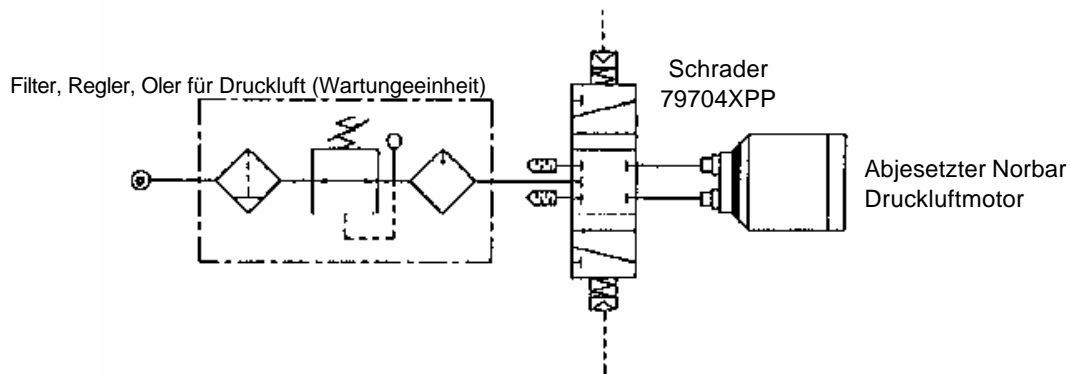 Filter, Regler, Oler für Druckluft (Wartungeeinheit)
Schrader
79704XPP
Abjesetzter Norbar
Druckluftmotor